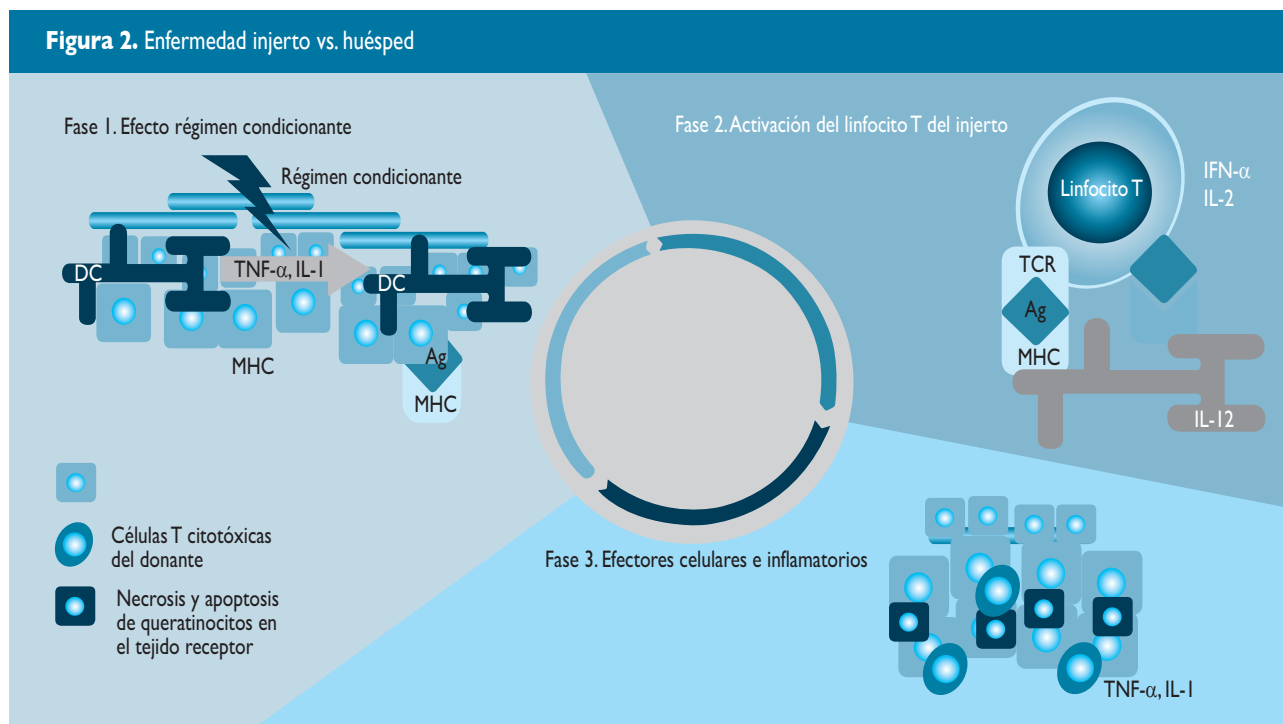 Figura 2. Enfermedad injerto vs. huésped
Fase 1. Efecto régimen condicionante
Régimen condicionante
DC
TNF-α, IL-1
DC
MHC
Ag
MHC
Fase 2. Activación del linfocito T del injerto
Linfocito T
IFN-α
IL-2
TCR
Ag
MHC
IL-12
Células T citotóxicas
del donante
Necrosis y apoptosis
de queratinocitos en
el tejido receptor
Fase 3. Efectores celulares e inflamatorios
TNF-α, IL-1